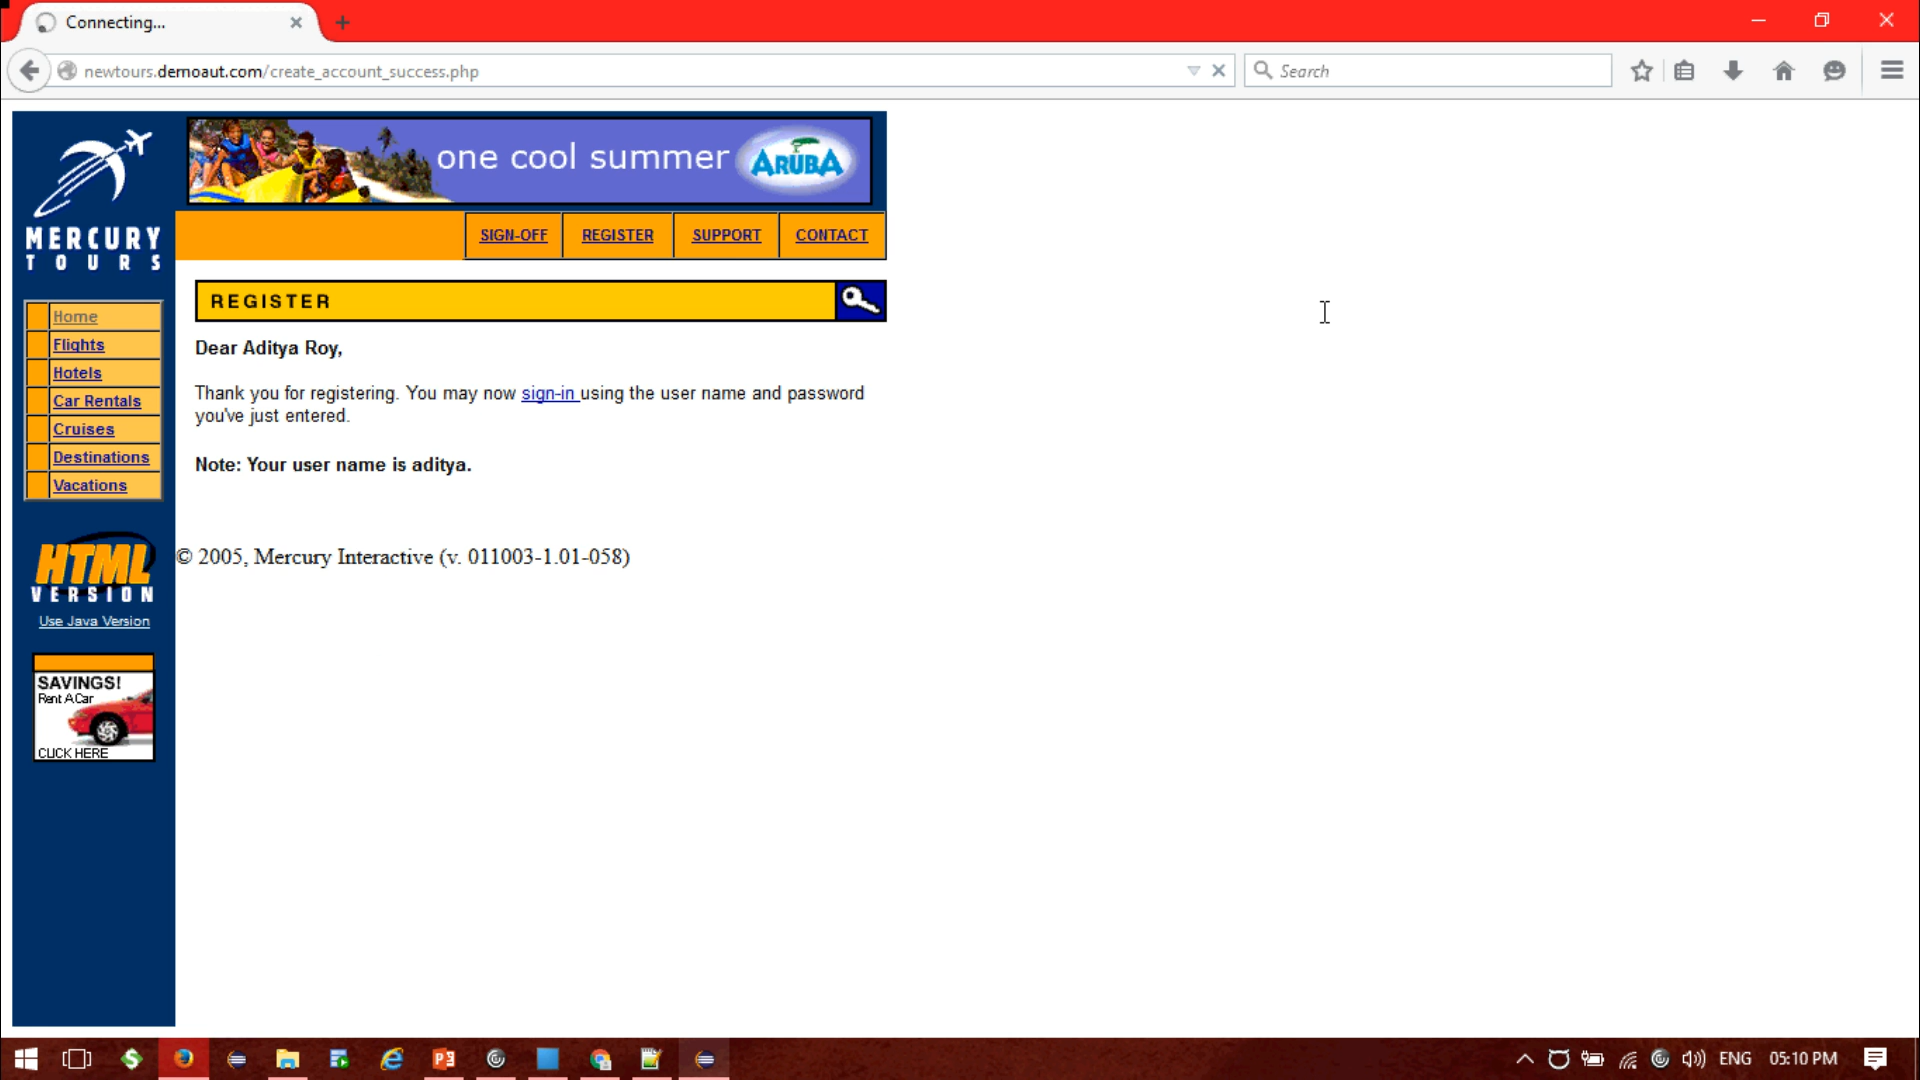 Connecting...
newtours.demoaut.com/create_account_success.php
Search
one cool summer
ARUBA
MERCURY
TOURS
SIGN-OFF
REGISTER
SUPPORT
CONTACT
REGISTER
Home
Flights
Hotels
Car Rentals
Cruises
Destinations
Vacations
Dear Aditya Roy,
Thank you for registering. You may now sign-in using the user name and password
you've just entered.
Note: Your user name is aditya.
© 2005, Mercury Interactive (v. 011003-1.01-058)
HTML
VERSION
Use Java Version
SAVINGS!
Rent A Car
CLICK HERE
ENG
05:10 PM